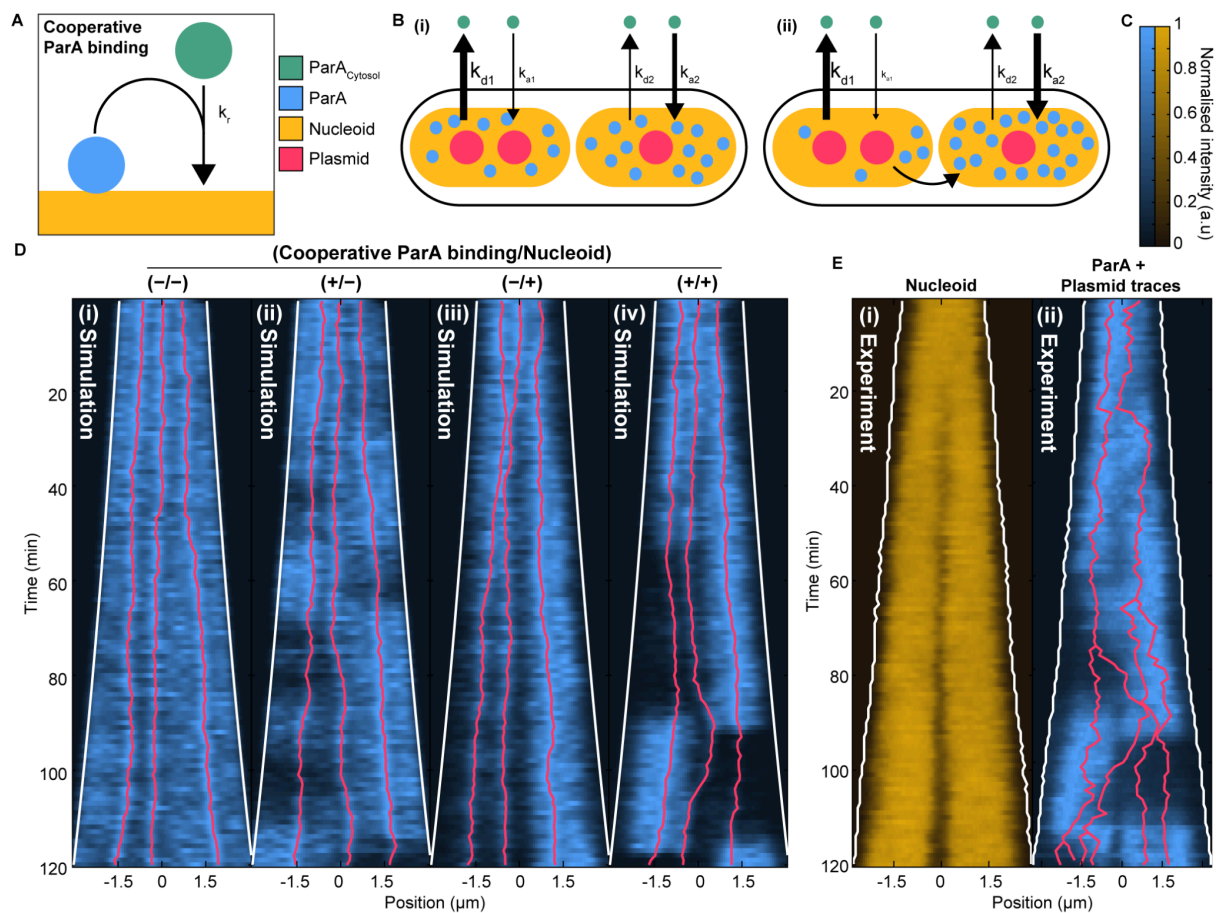 A
Cooperative
ParA binding
k_r
ParA_Cytosol
ParA
Nucleoid
Plasmid
B (i)
k_d1
k_a1
k_d2
k_a2
(ii)
k_d1
k_a1
k_d2
k_a2
C
1
0.8
0.6
0.4
0.2
0
Normalised intensity (a.u)
D
(Cooperative ParA binding/Nucleoid)
(−/−)
(+/−)
(−/+)
(+/+)
(i) Simulation
(ii) Simulation
(iii) Simulation
(iv) Simulation
Time (min)
20
40
60
80
100
120
-1.5 0 1.5
-1.5 0 1.5
-1.5 0 1.5
-1.5 0 1.5
Position (μm)
E
Nucleoid
ParA +
Plasmid traces
(i) Experiment
(ii) Experiment
Time (min)
20
40
60
80
100
120
-1.5 0 1.5
-1.5 0 1.5
Position (μm)